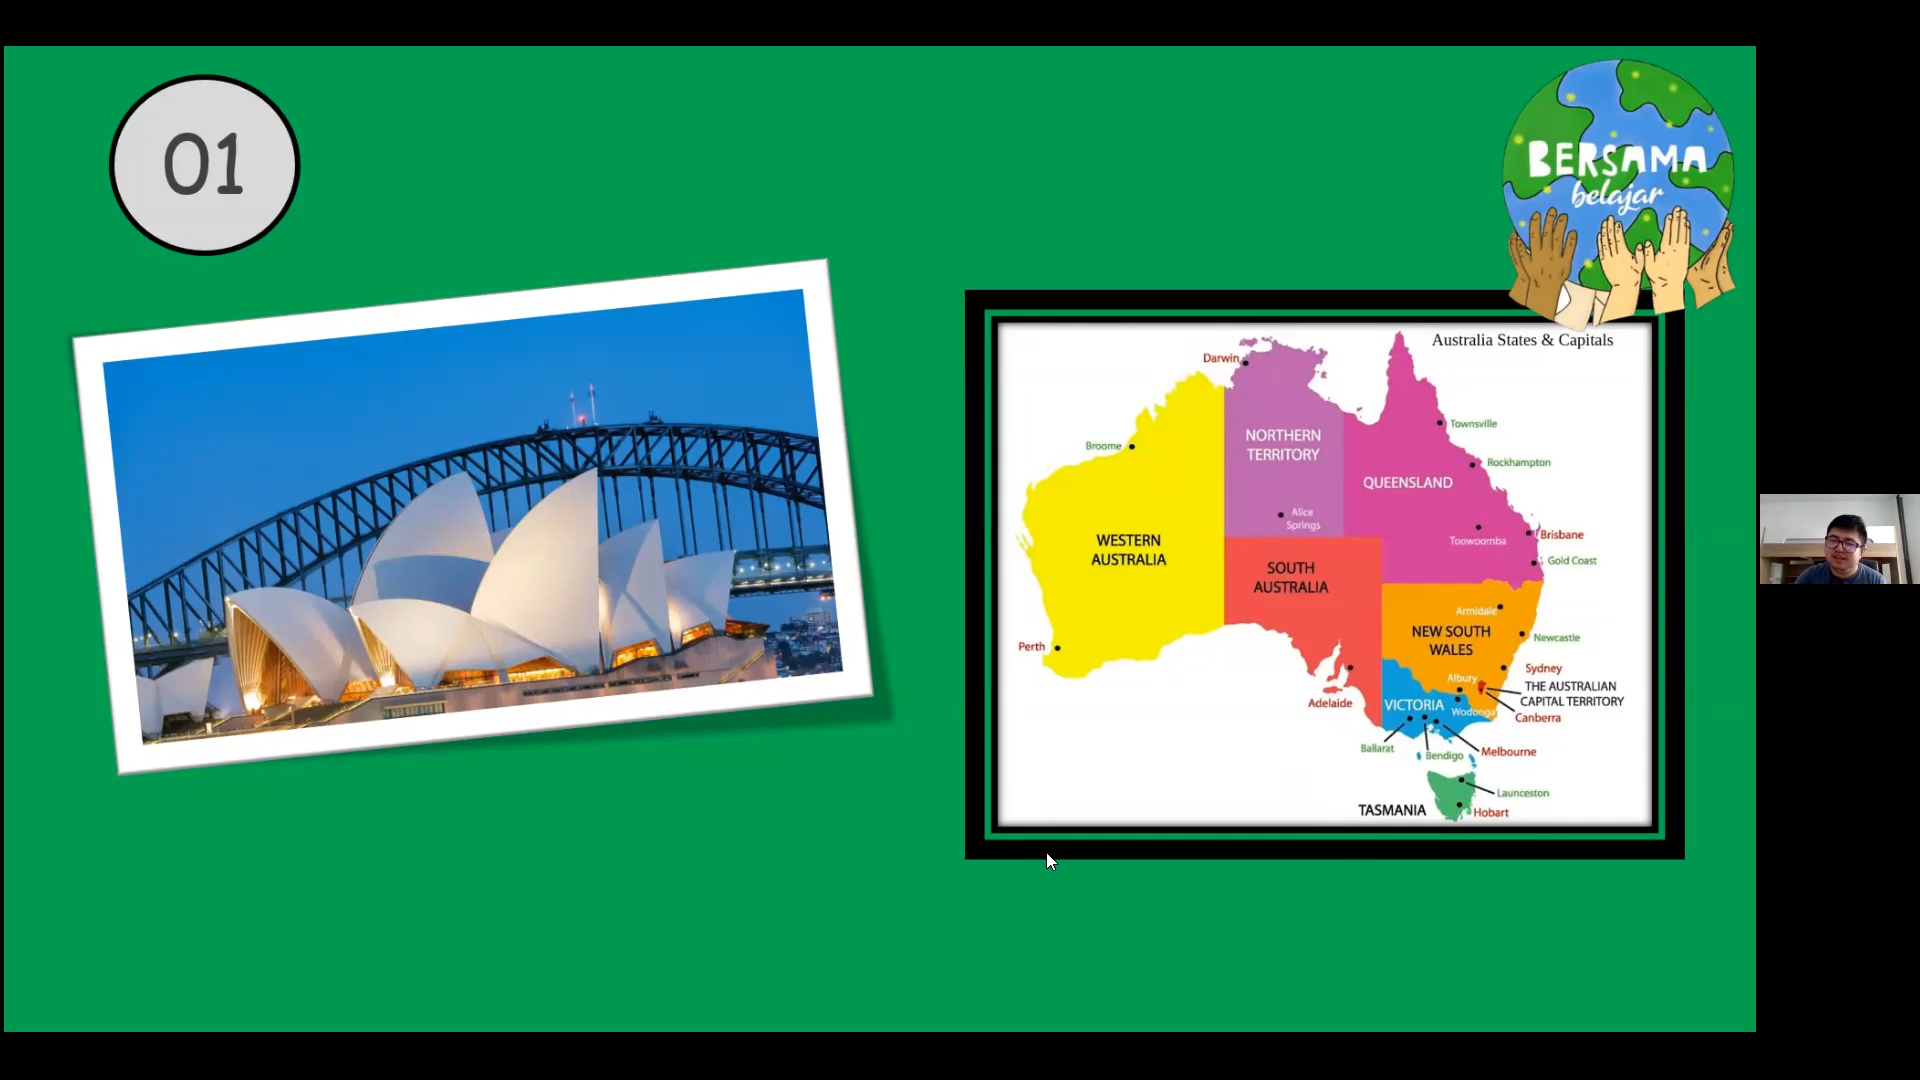 01
BERSAMA
belajar
Australia States & Capitals
Darwin
Broome
NORTHERN
TERRITORY
Townsville
Rockhampton
QUEENSLAND
Alice
Springs
WESTERN
AUSTRALIA
Toowoomba
Brisbane
Gold Coast
SOUTH
AUSTRALIA
Armidale
NEW SOUTH
WALES
Newcastle
Perth
Sydney
Albury
THE AUSTRALIAN
CAPITAL TERRITORY
Adelaide
VICTORIA
Wodonga
Canberra
Ballarat
Bendigo
Melbourne
Launceston
TASMANIA
Hobart